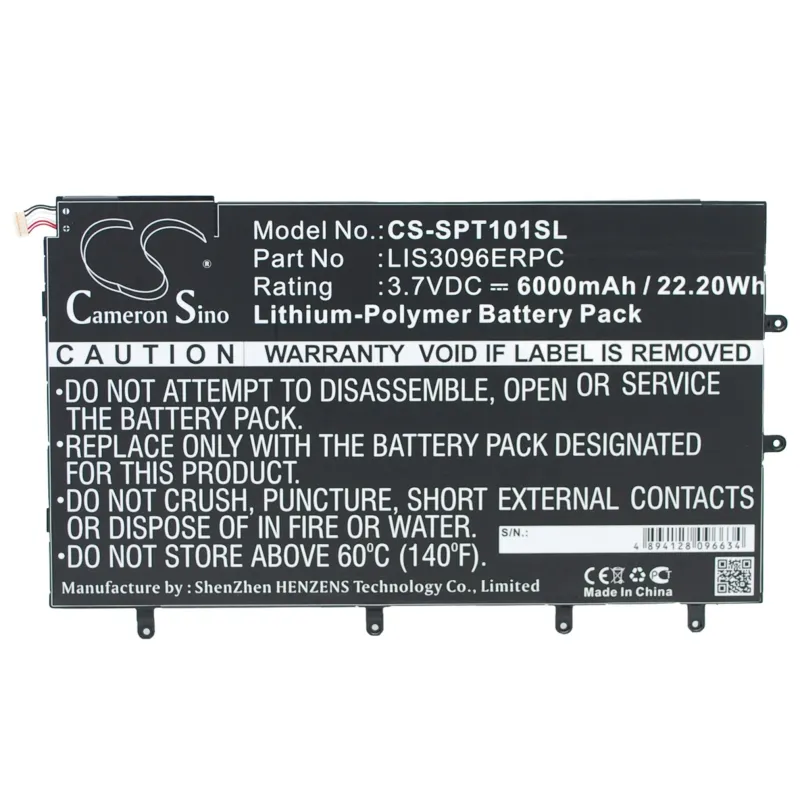 CS
®
Cameron Sino
Model No.: CS-SPT101SL
Part No : LIS3096ERPC
Rating : 3.7VDC ⎓ 6000mAh / 22.20Wh
Lithium-Polymer Battery Pack
CAUTION WARRANTY VOID IF LABEL IS REMOVED
•DO NOT ATTEMPT TO DISASSEMBLE, OPEN OR SERVICE
THE BATTERY PACK.
•REPLACE ONLY WITH THE BATTERY PACK DESIGNATED
FOR THIS PRODUCT.
•DO NOT CRUSH, PUNCTURE, SHORT EXTERNAL CONTACTS
OR DISPOSE OF IN FIRE OR WATER.
•DO NOT STORE ABOVE 60ºC (140ºF).
S/N.:
4 894128 096634
Manufactured by : ShenZhen HENZENS Technology Co., Limited
CE
Made In China